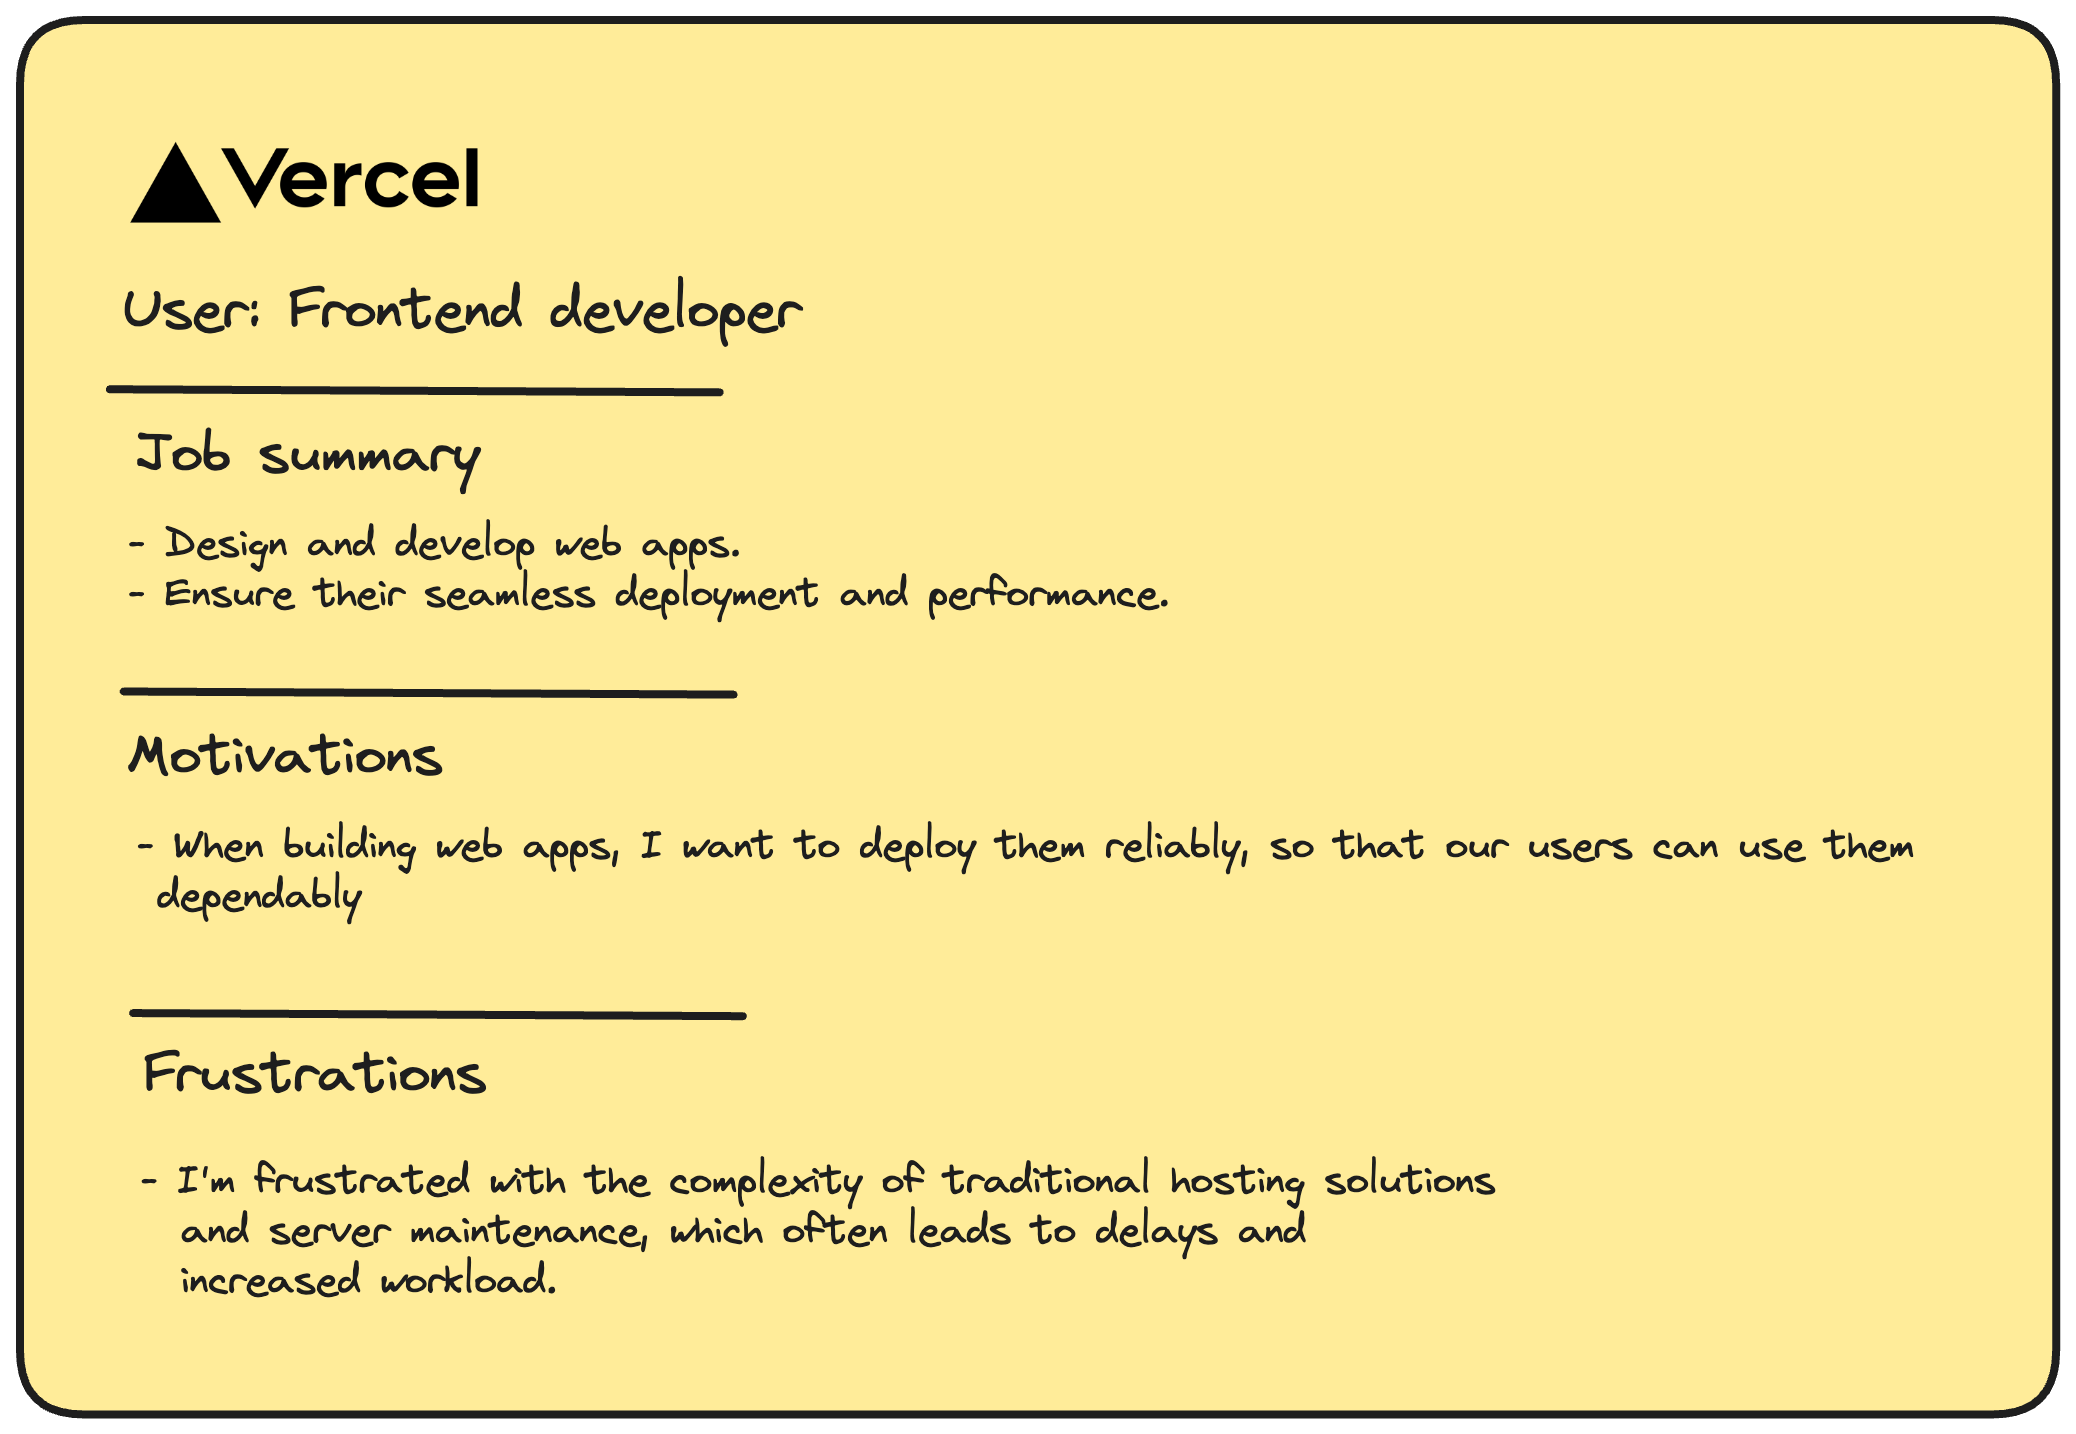 Vercel
User: Frontend developer
Job summary
- Design and develop web apps.
- Ensure their seamless deployment and performance.
Motivations
- When building web apps, I want to deploy them reliably, so that our users can use them
dependably
Frustrations
- I'm frustrated with the complexity of traditional hosting solutions
and server maintenance, which often leads to delays and
increased workload.